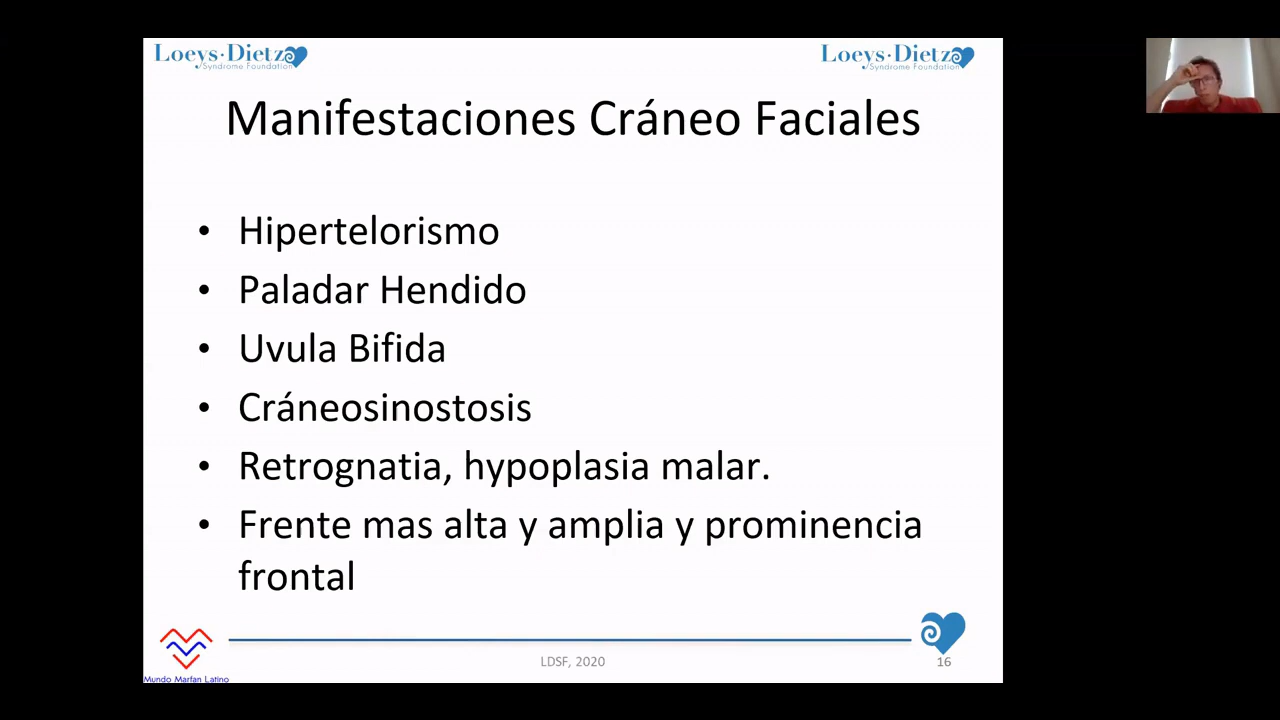 Loeys·Dietz
Syndrome Foundation
Loeys·Dietz
Syndrome Foundation
Manifestaciones Cráneo Faciales
• Hipertelorismo
• Paladar Hendido
• Uvula Bifida
• Cráneosinostosis
• Retrognatia, hypoplasia malar.
• Frente mas alta y amplia y prominencia
frontal
LDSF, 2020
16
Mundo Marfan Latino